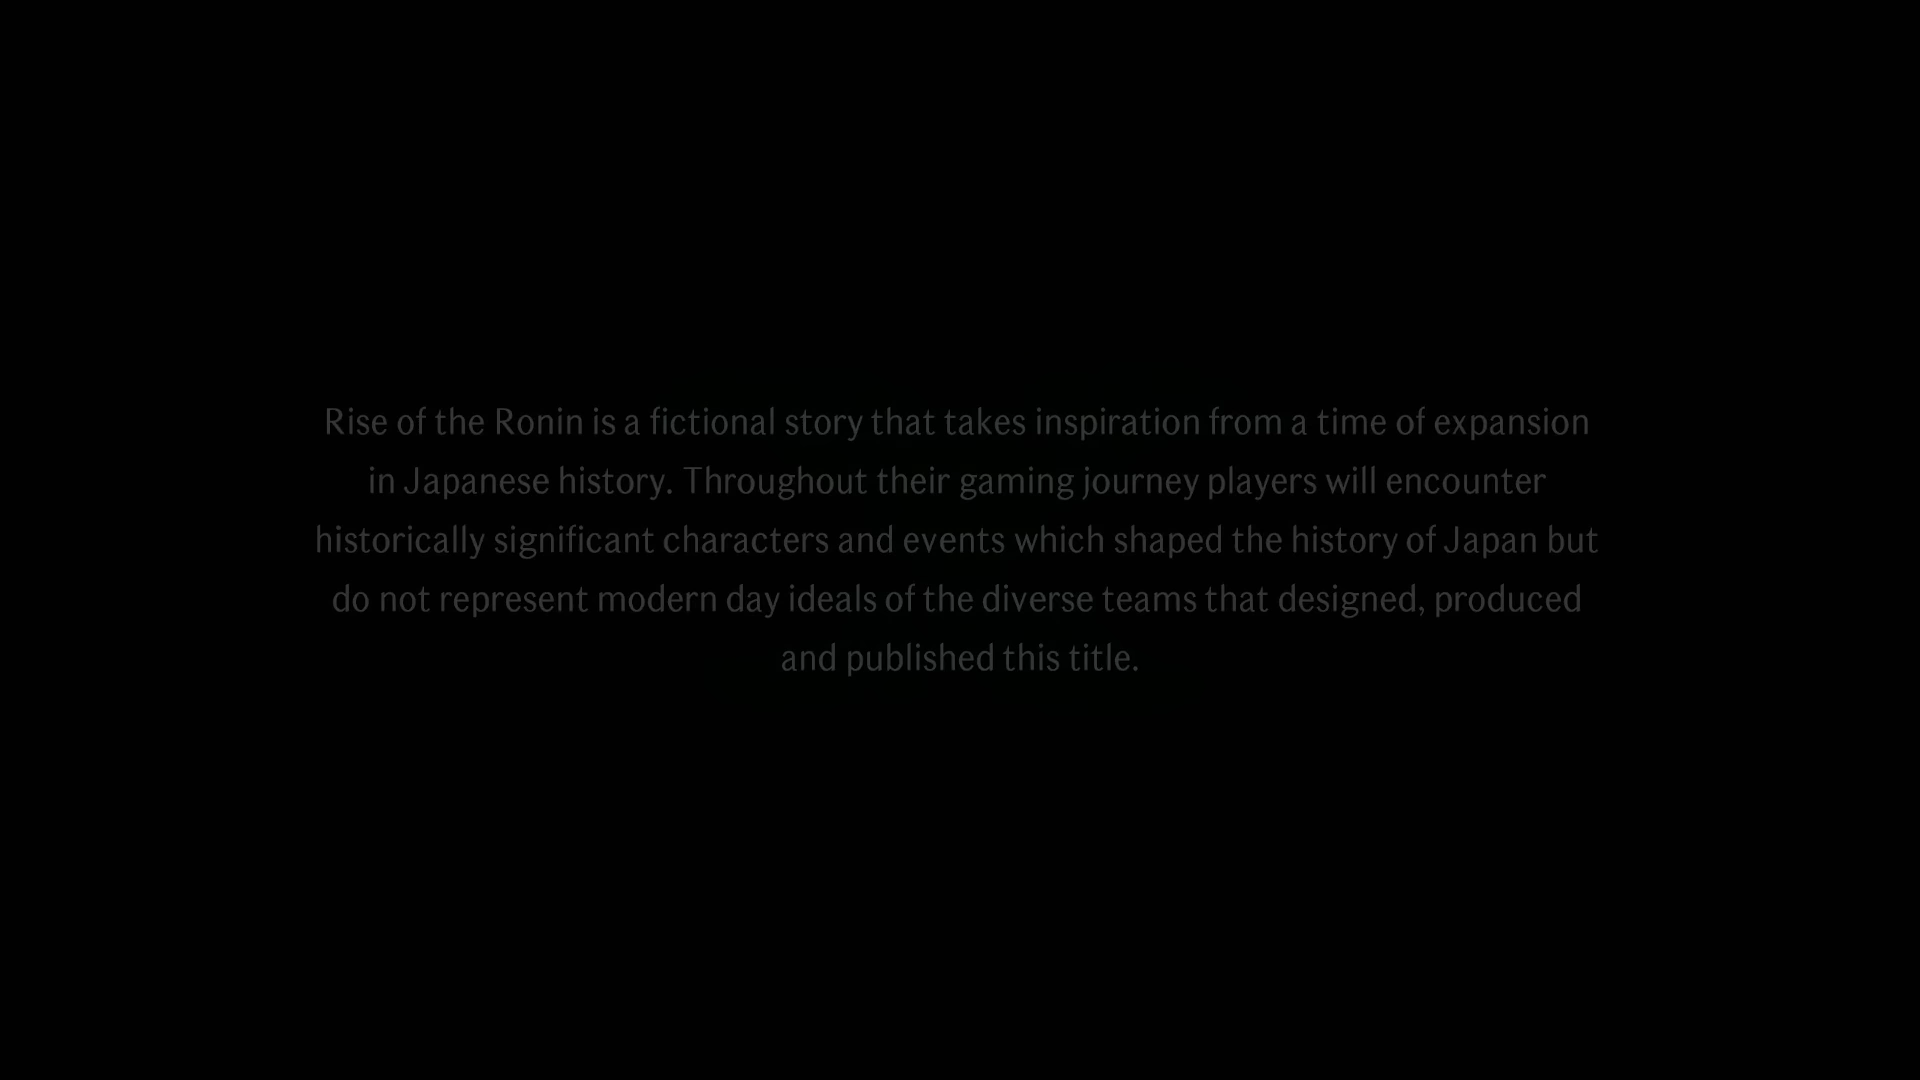 Rise of the Ronin is a fictional story that takes inspiration from a time of expansion
in Japanese history. Throughout their gaming journey players will encounter
historically significant characters and events which shaped the history of Japan but
do not represent modern day ideals of the diverse teams that designed, produced
and published this title.